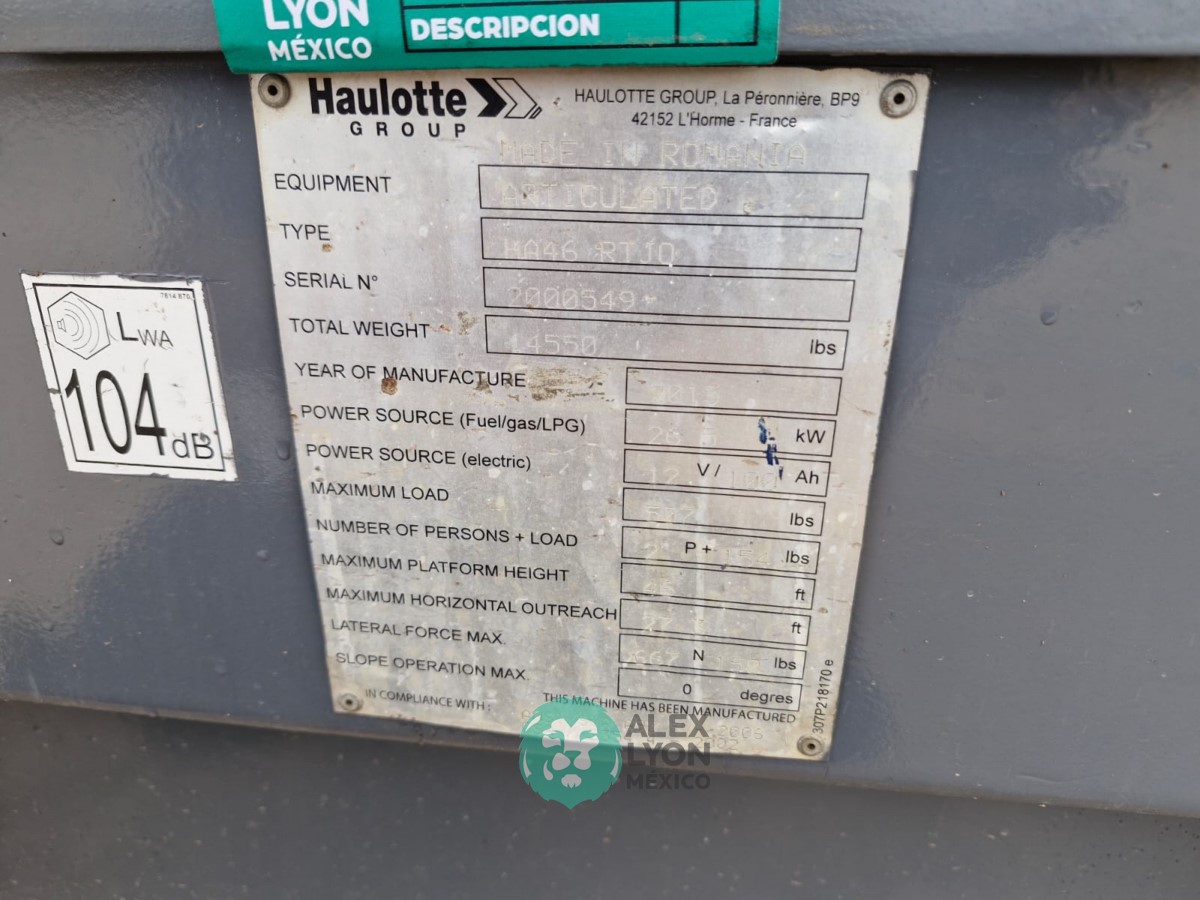 LYON
MÉXICO
DESCRIPCION
Haulotte
GROUP
HAULOTTE GROUP, La Péronnière, BP9
42152 L'Horme - France
MADE IN ROMANIA
EQUIPMENT ARTICULATED
TYPE HA46 RTJO
SERIAL N° 2000549
TOTAL WEIGHT 14550 lbs
YEAR OF MANUFACTURE
POWER SOURCE (Fuel/gas/LPG) kW
POWER SOURCE (electric) 12 V / 100 Ah
MAXIMUM LOAD lbs
NUMBER OF PERSONS + LOAD P + lbs
MAXIMUM PLATFORM HEIGHT ft
MAXIMUM HORIZONTAL OUTREACH ft
LATERAL FORCE MAX. N lbs
SLOPE OPERATION MAX. 0 degres
IN COMPLIANCE WITH : THIS MACHINE HAS BEEN MANUFACTURED
307P218170 e
7814 870
LWA
104 dB
ALEX
LYON
MÉXICO